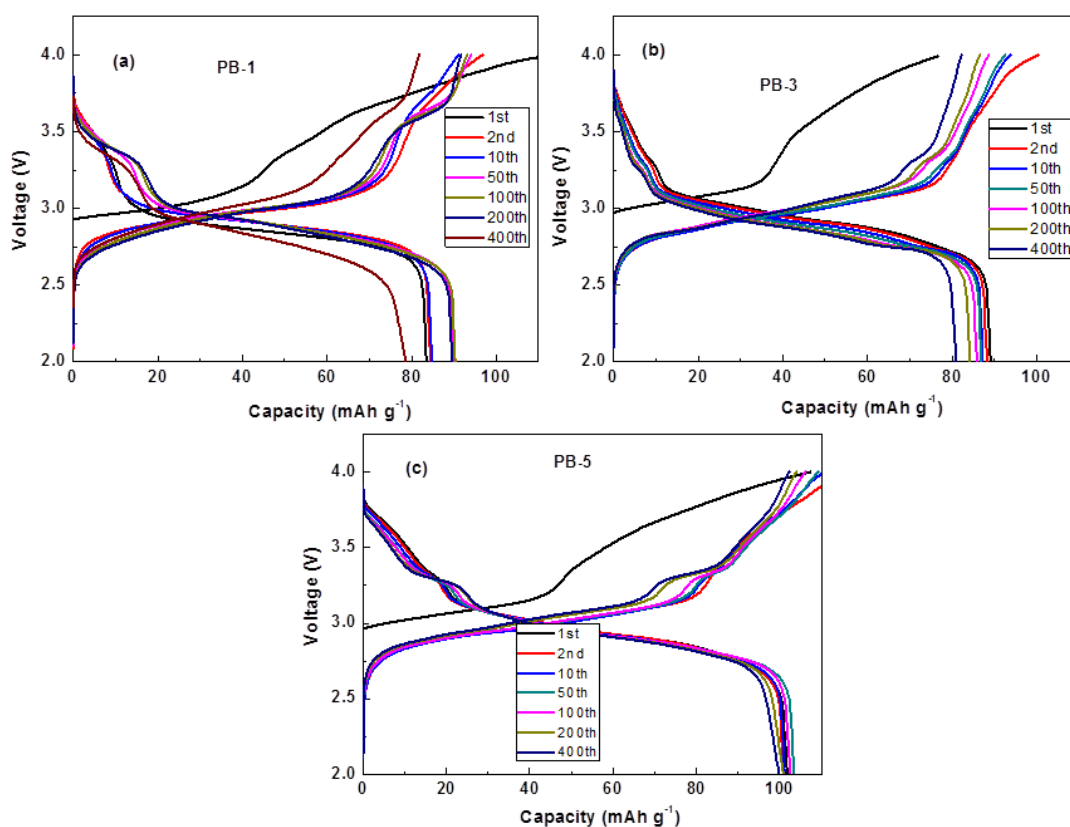 (a)
PB-1
4.0
3.5
3.0
2.5
2.0
Voltage (V)
1st
2nd
10th
50th
100th
200th
400th
0 20 40 60 80 100
Capacity (mAh g-1)
(b)
PB-3
4.0
3.5
3.0
2.5
2.0
Voltage (V)
1st
2nd
10th
50th
100th
200th
400th
0 20 40 60 80 100
Capacity (mAh g-1)
(c)
PB-5
4.0
3.5
3.0
2.5
2.0
Voltage (V)
1st
2nd
10th
50th
100th
200th
400th
0 20 40 60 80 100
Capacity (mAh g-1)